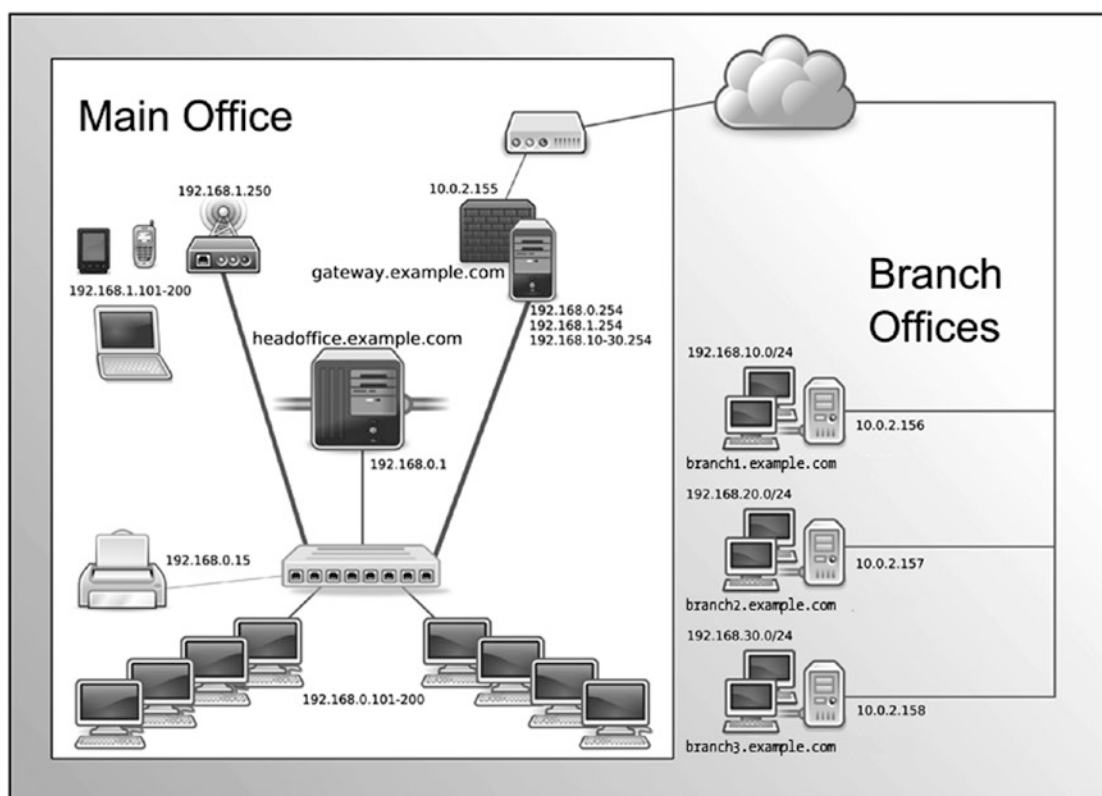 Main Office
192.168.1.250
10.0.2.155
192.168.1.101-200
gateway.example.com
192.168.0.254
192.168.1.254
192.168.10-30.254
headoffice.example.com
192.168.0.1
192.168.0.15
192.168.0.101-200
Branch
Offices
192.168.10.0/24
10.0.2.156
branch1.example.com
192.168.20.0/24
10.0.2.157
branch2.example.com
192.168.30.0/24
10.0.2.158
branch3.example.com